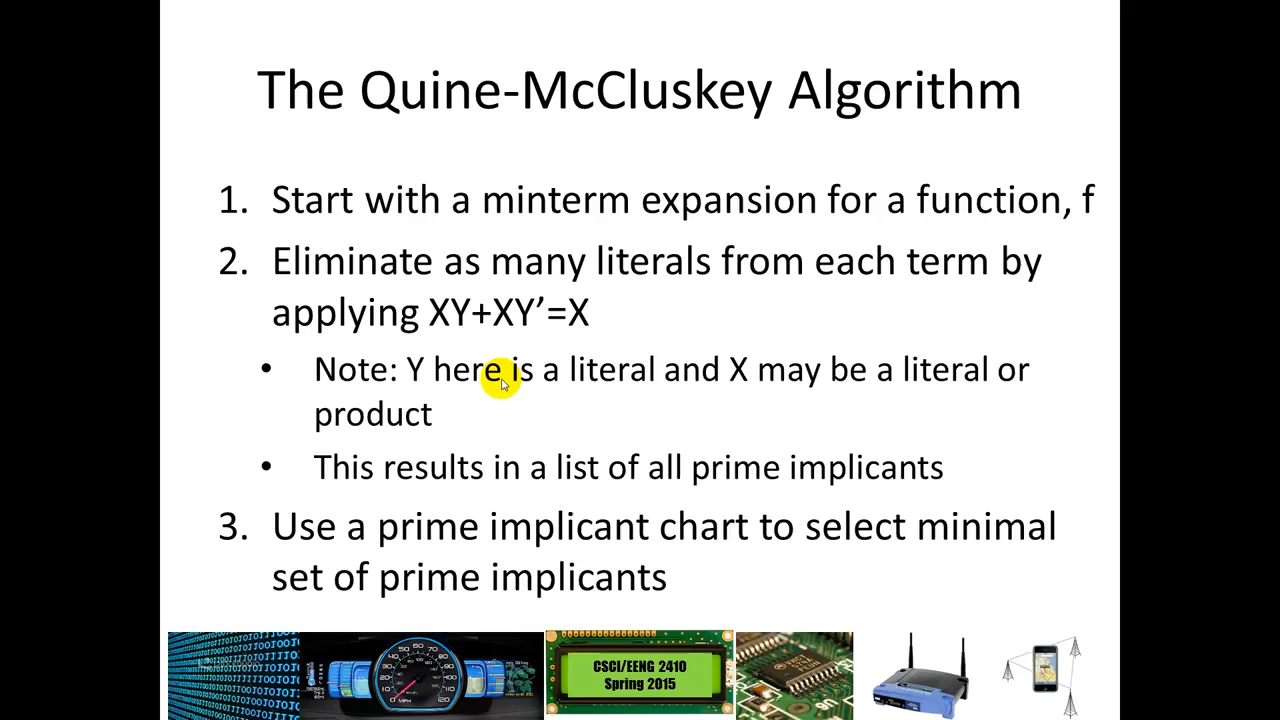 The Quine-McCluskey Algorithm
1. Start with a minterm expansion for a function, f
2. Eliminate as many literals from each term by
applying XY+XY’=X
• Note: Y here is a literal and X may be a literal or
product
• This results in a list of all prime implicants
3. Use a prime implicant chart to select minimal
set of prime implicants
CSCI/EENG 2410
Spring 2015